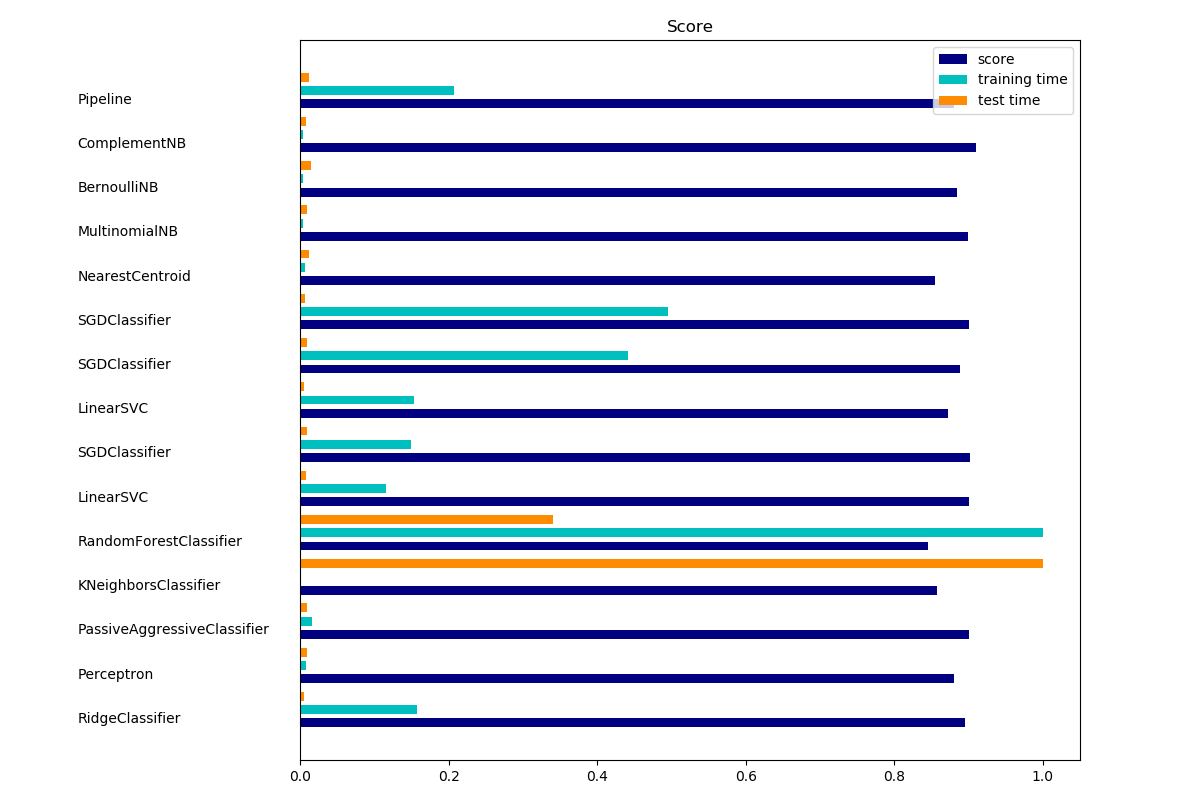 Score
score
training time
test time
Pipeline
ComplementNB
BernoulliNB
MultinomialNB
NearestCentroid
SGDClassifier
SGDClassifier
LinearSVC
SGDClassifier
LinearSVC
RandomForestClassifier
KNeighborsClassifier
PassiveAggressiveClassifier
Perceptron
RidgeClassifier
0.0 0.2 0.4 0.6 0.8 1.0